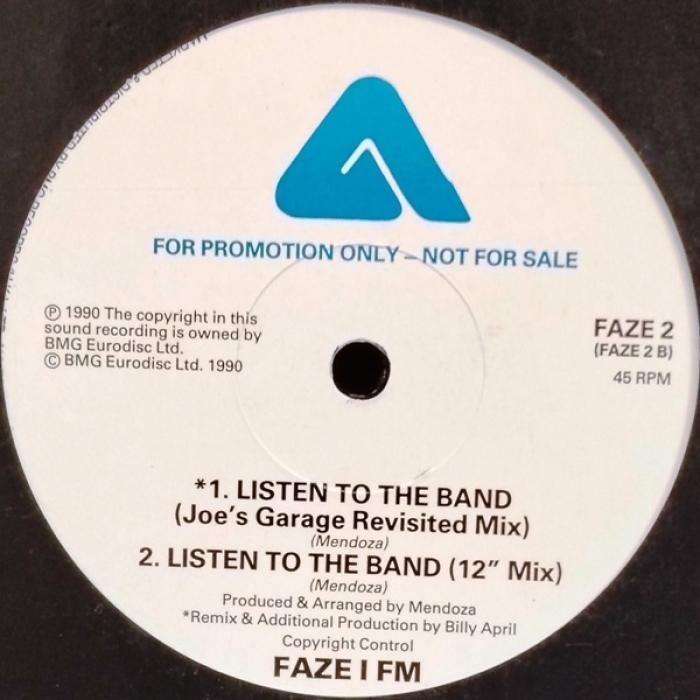 FOR PROMOTION ONLY – NOT FOR SALE
℗ 1990 The copyright in this
sound recording is owned by
BMG Eurodisc Ltd.
© BMG Eurodisc Ltd. 1990
FAZE 2
(FAZE 2 B)
45 RPM
*1. LISTEN TO THE BAND
(Joe's Garage Revisited Mix)
(Mendoza)
2. LISTEN TO THE BAND (12" Mix)
(Mendoza)
Produced & Arranged by Mendoza
*Remix & Additional Production by Billy April
Copyright Control
FAZE I FM